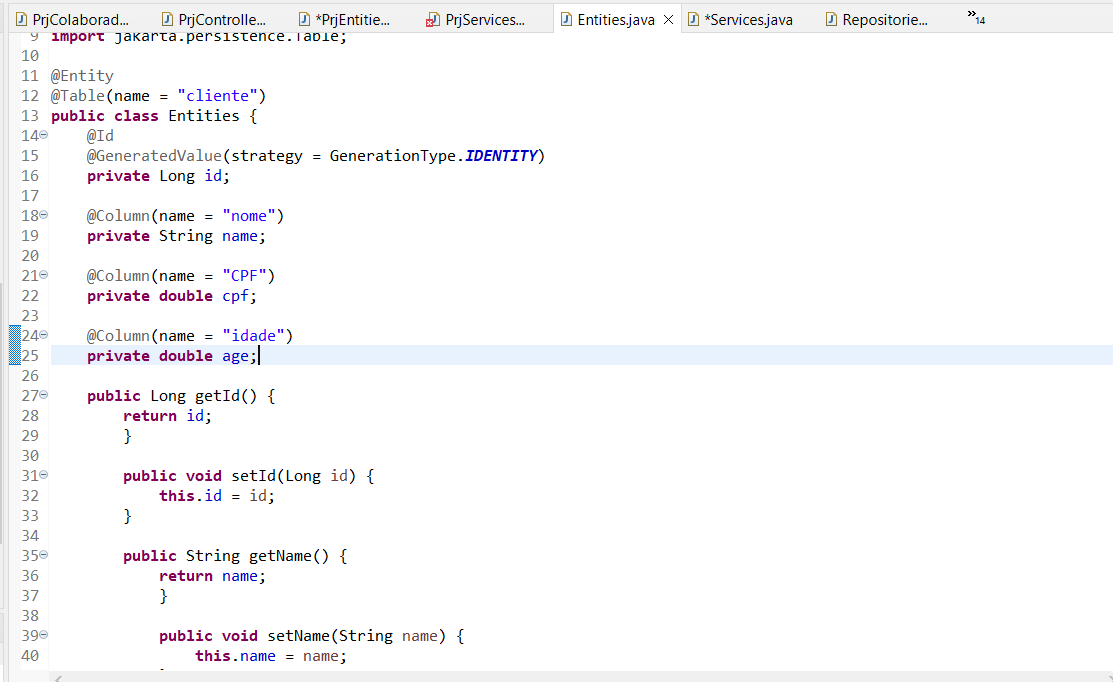 PrjColaborad... PrjControlle... *PrjEntitie... PrjServices... Entities.java *Services.java Repositorie... »14
9 import jakarta.persistence.Table;
10
11 @Entity
12 @Table(name = "cliente")
13 public class Entities {
14 @Id
15 @GeneratedValue(strategy = GenerationType.IDENTITY)
16 private Long id;
17
18 @Column(name = "nome")
19 private String name;
20
21 @Column(name = "CPF")
22 private double cpf;
23
24 @Column(name = "idade")
25 private double age;
26
27 public Long getId() {
28 return id;
29 }
30
31 public void setId(Long id) {
32 this.id = id;
33 }
34
35 public String getName() {
36 return name;
37 }
38
39 public void setName(String name) {
40 this.name = name;